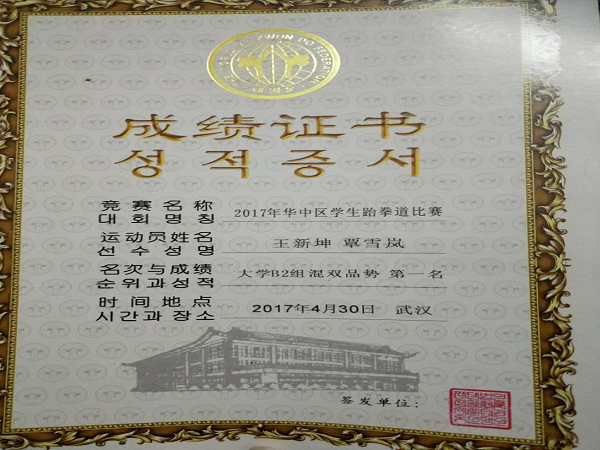 成绩证书
성적증서
竞赛名称 2017年华中区学生跆拳道比赛
대회명칭
运动员姓名 王新坤 覃雪岚
선수성명
名次与成绩 大学B2组混双品势 第一名
순위과성적
时间地点 2017年4月30日 武汉
시간과장소
签发单位：